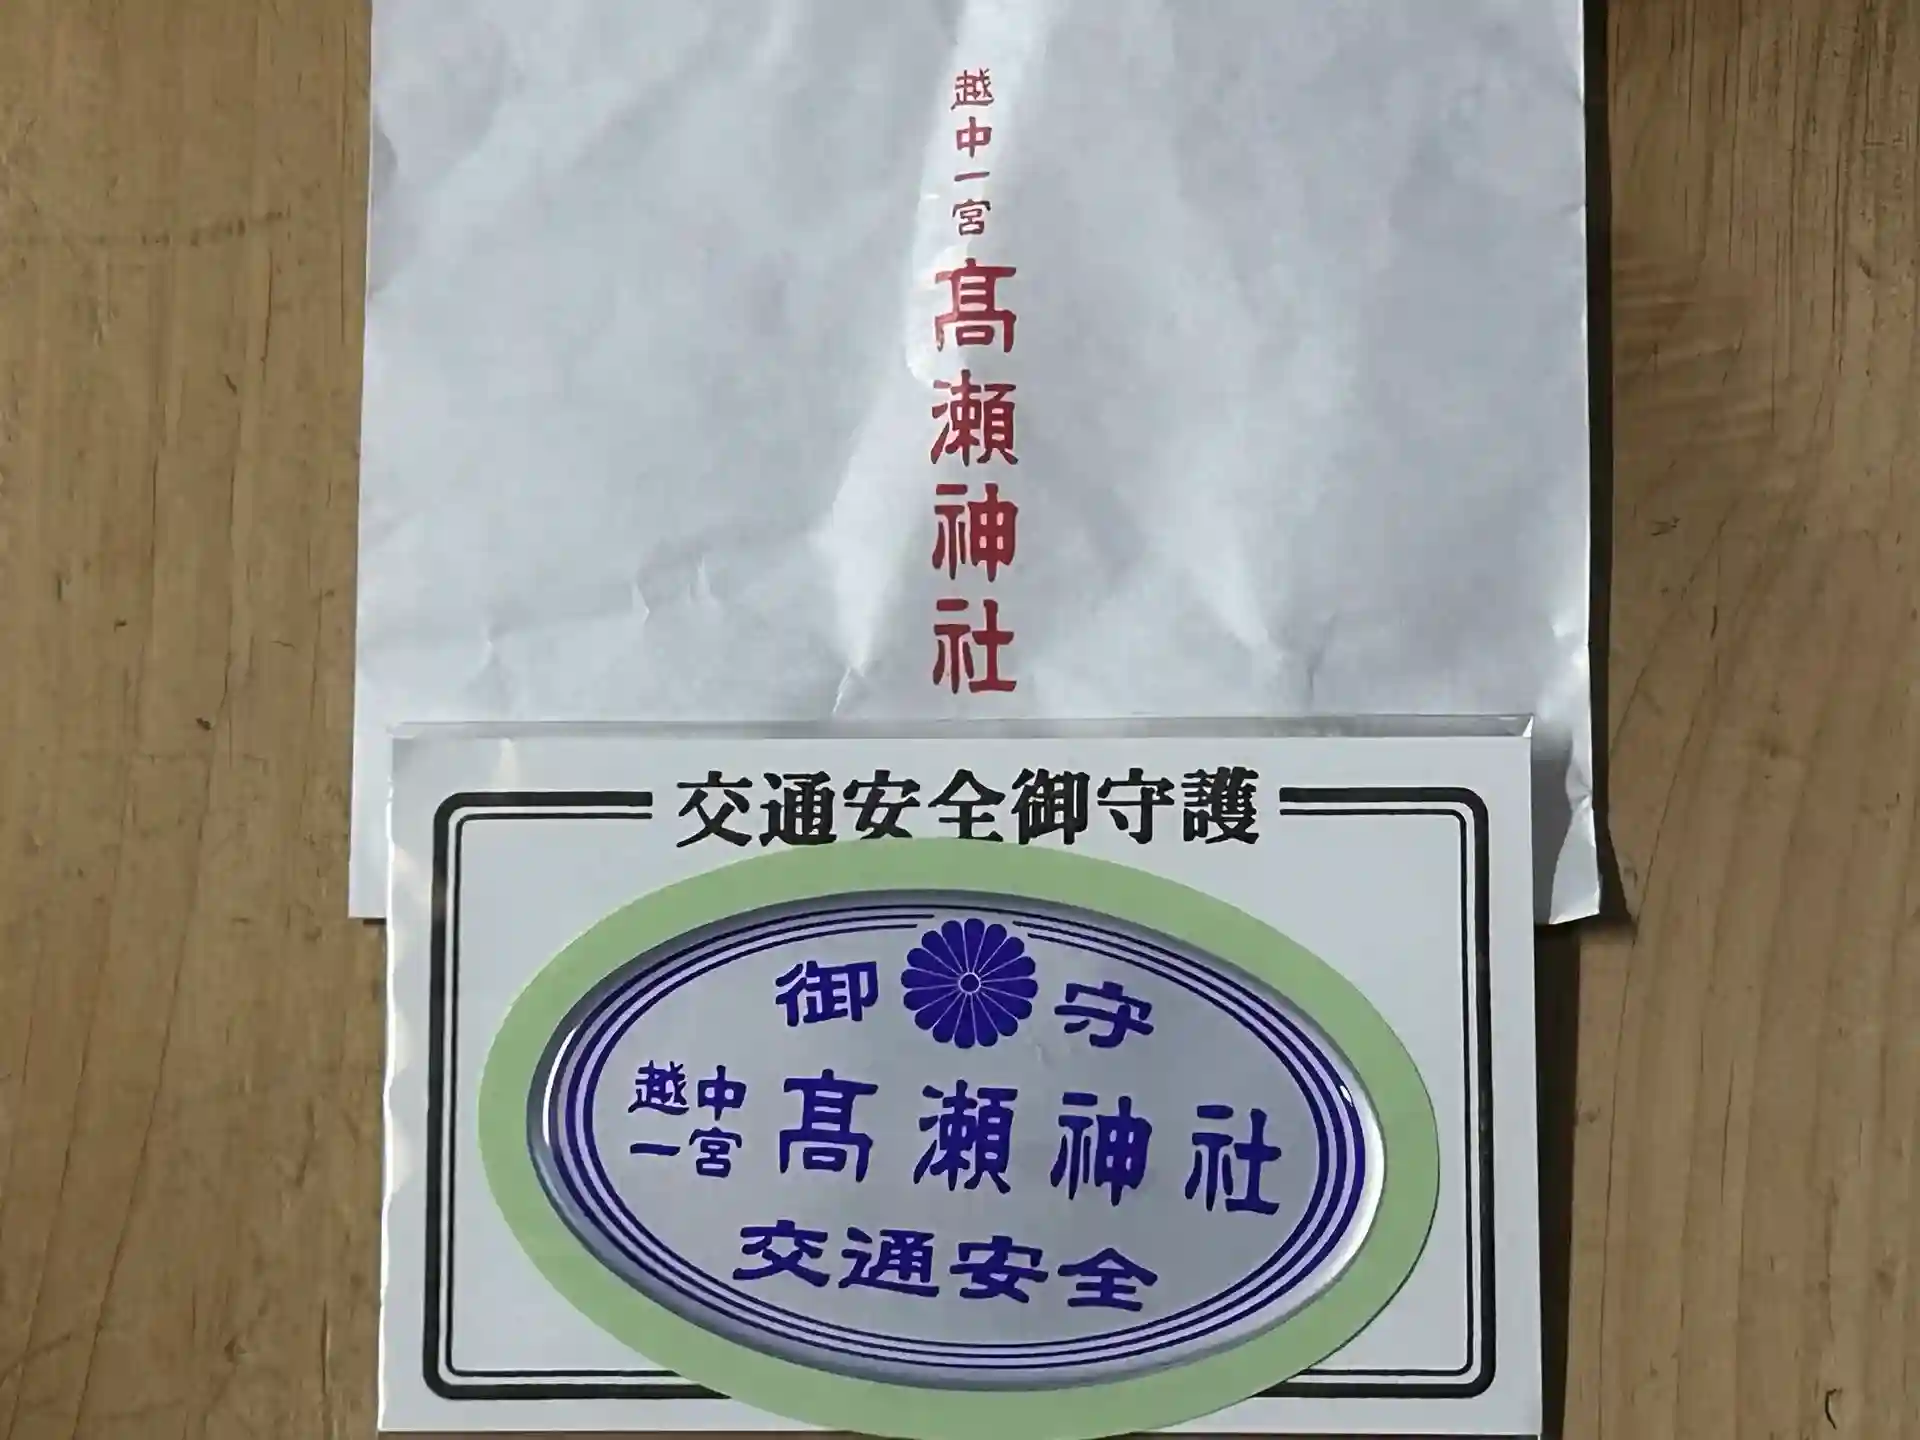 越中一宮
髙瀬神社
交通安全御守護
御守
越中
一宮
髙瀬神社
交通安全